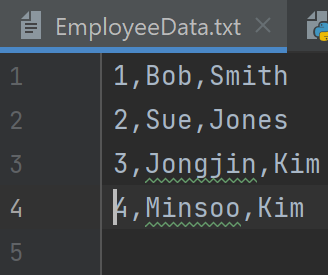 EmployeeData.txt
1 1,Bob,Smith
2 2,Sue,Jones
3 3,Jongjin,Kim
4 4,Minsoo,Kim
5